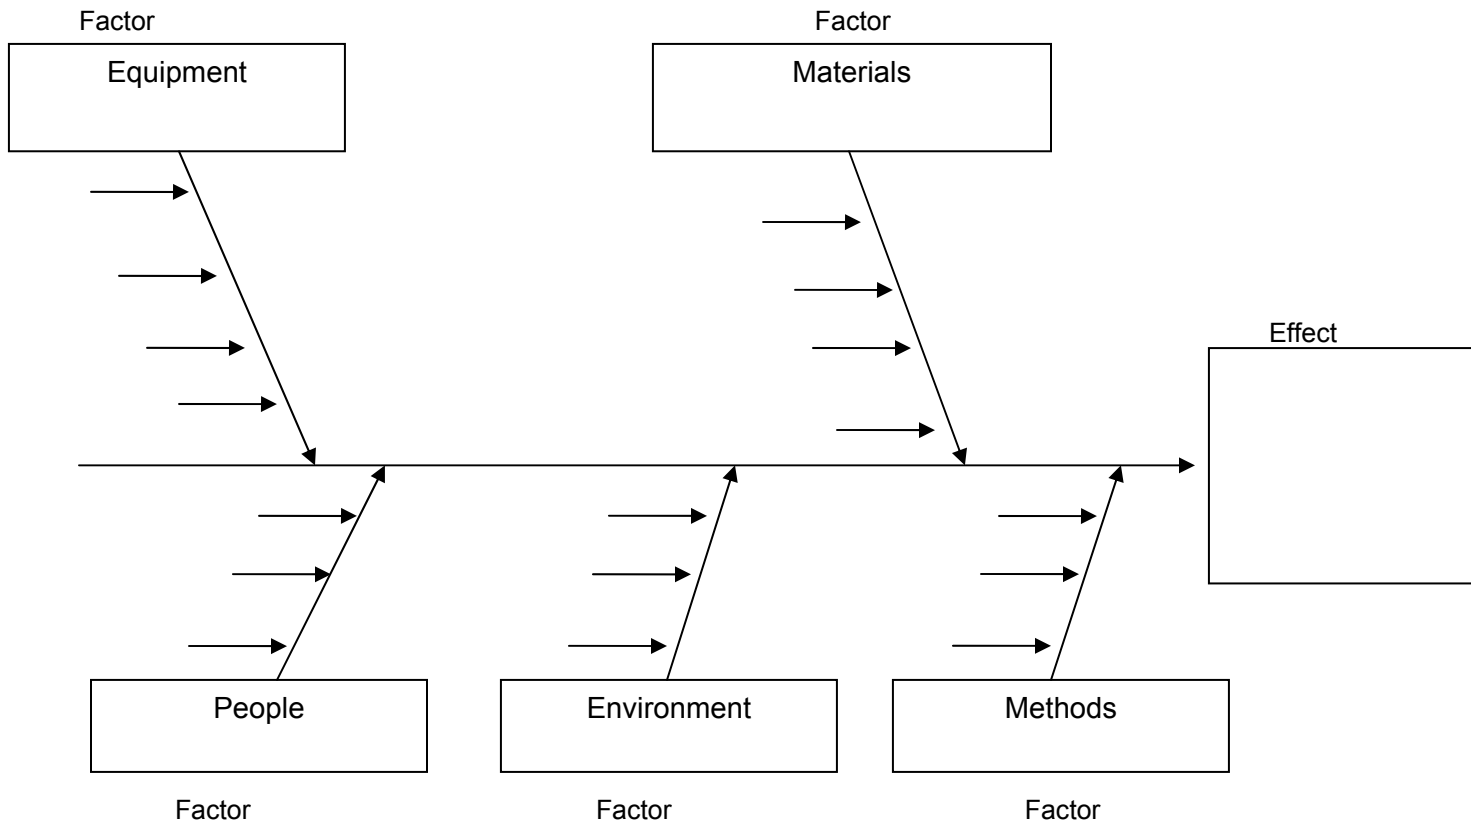 Factor
Factor
Equipment
Materials
Effect
People
Environment
Methods
Factor
Factor
Factor